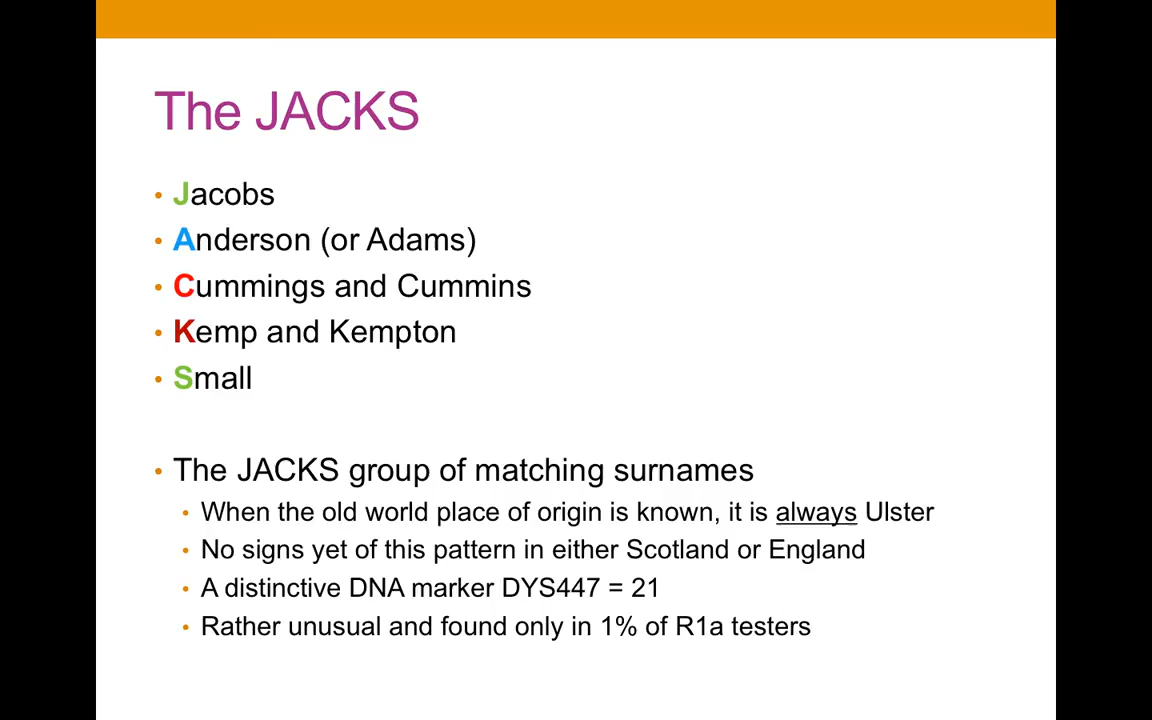 The JACKS
• Jacobs
• Anderson (or Adams)
• Cummings and Cummins
• Kemp and Kempton
• Small
• The JACKS group of matching surnames
• When the old world place of origin is known, it is always Ulster
• No signs yet of this pattern in either Scotland or England
• A distinctive DNA marker DYS447 = 21
• Rather unusual and found only in 1% of R1a testers